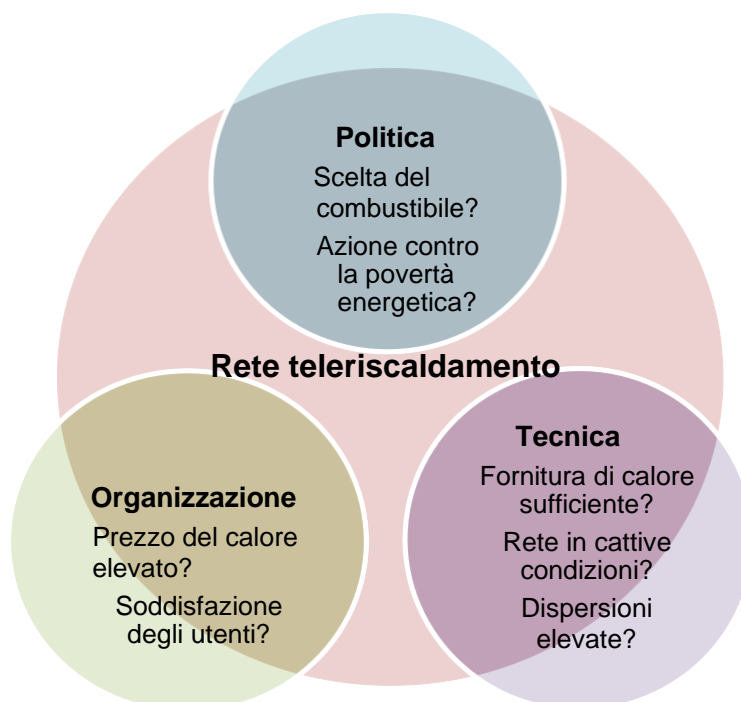 Politica
Scelta del
combustibile?
Azione contro
la povertà
energetica?
Rete teleriscaldamento
Organizzazione
Prezzo del calore
elevato?
Soddisfazione
degli utenti?
Tecnica
Fornitura di calore
sufficiente?
Rete in cattive
condizioni?
Dispersioni
elevate?